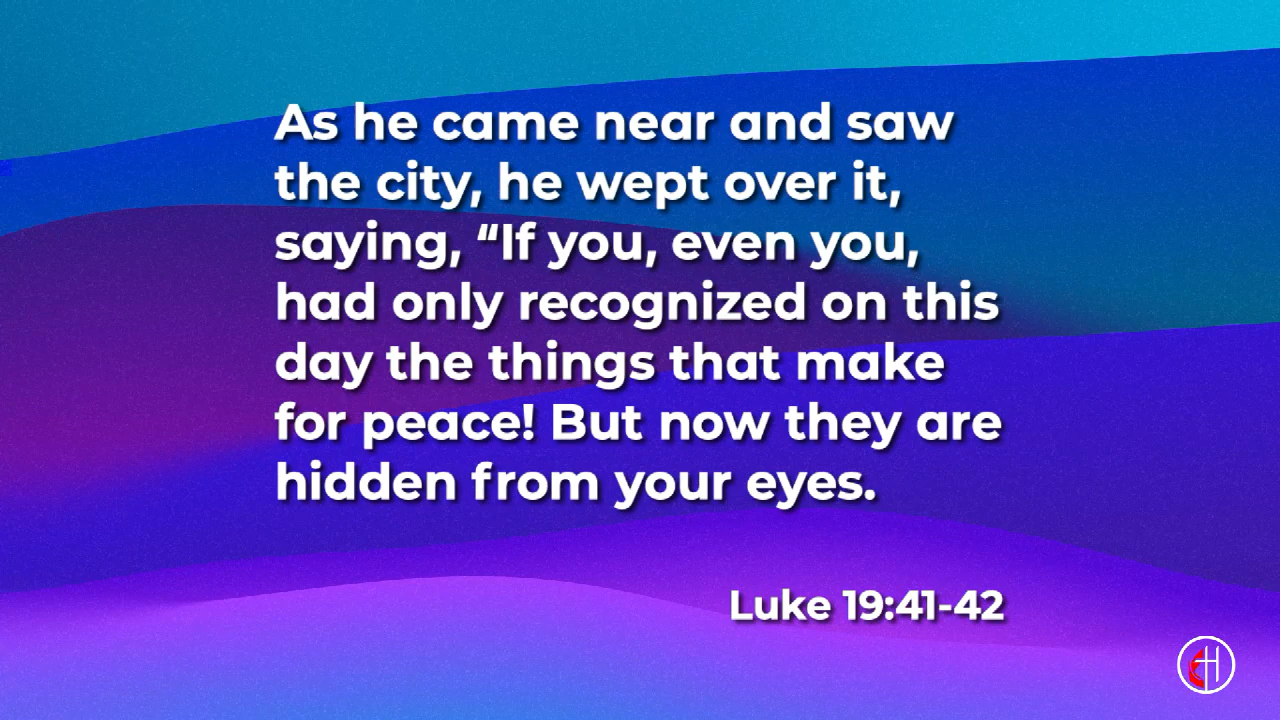 As he came near and saw
the city, he wept over it,
saying, “If you, even you,
had only recognized on this
day the things that make
for peace! But now they are
hidden from your eyes.
Luke 19:41-42